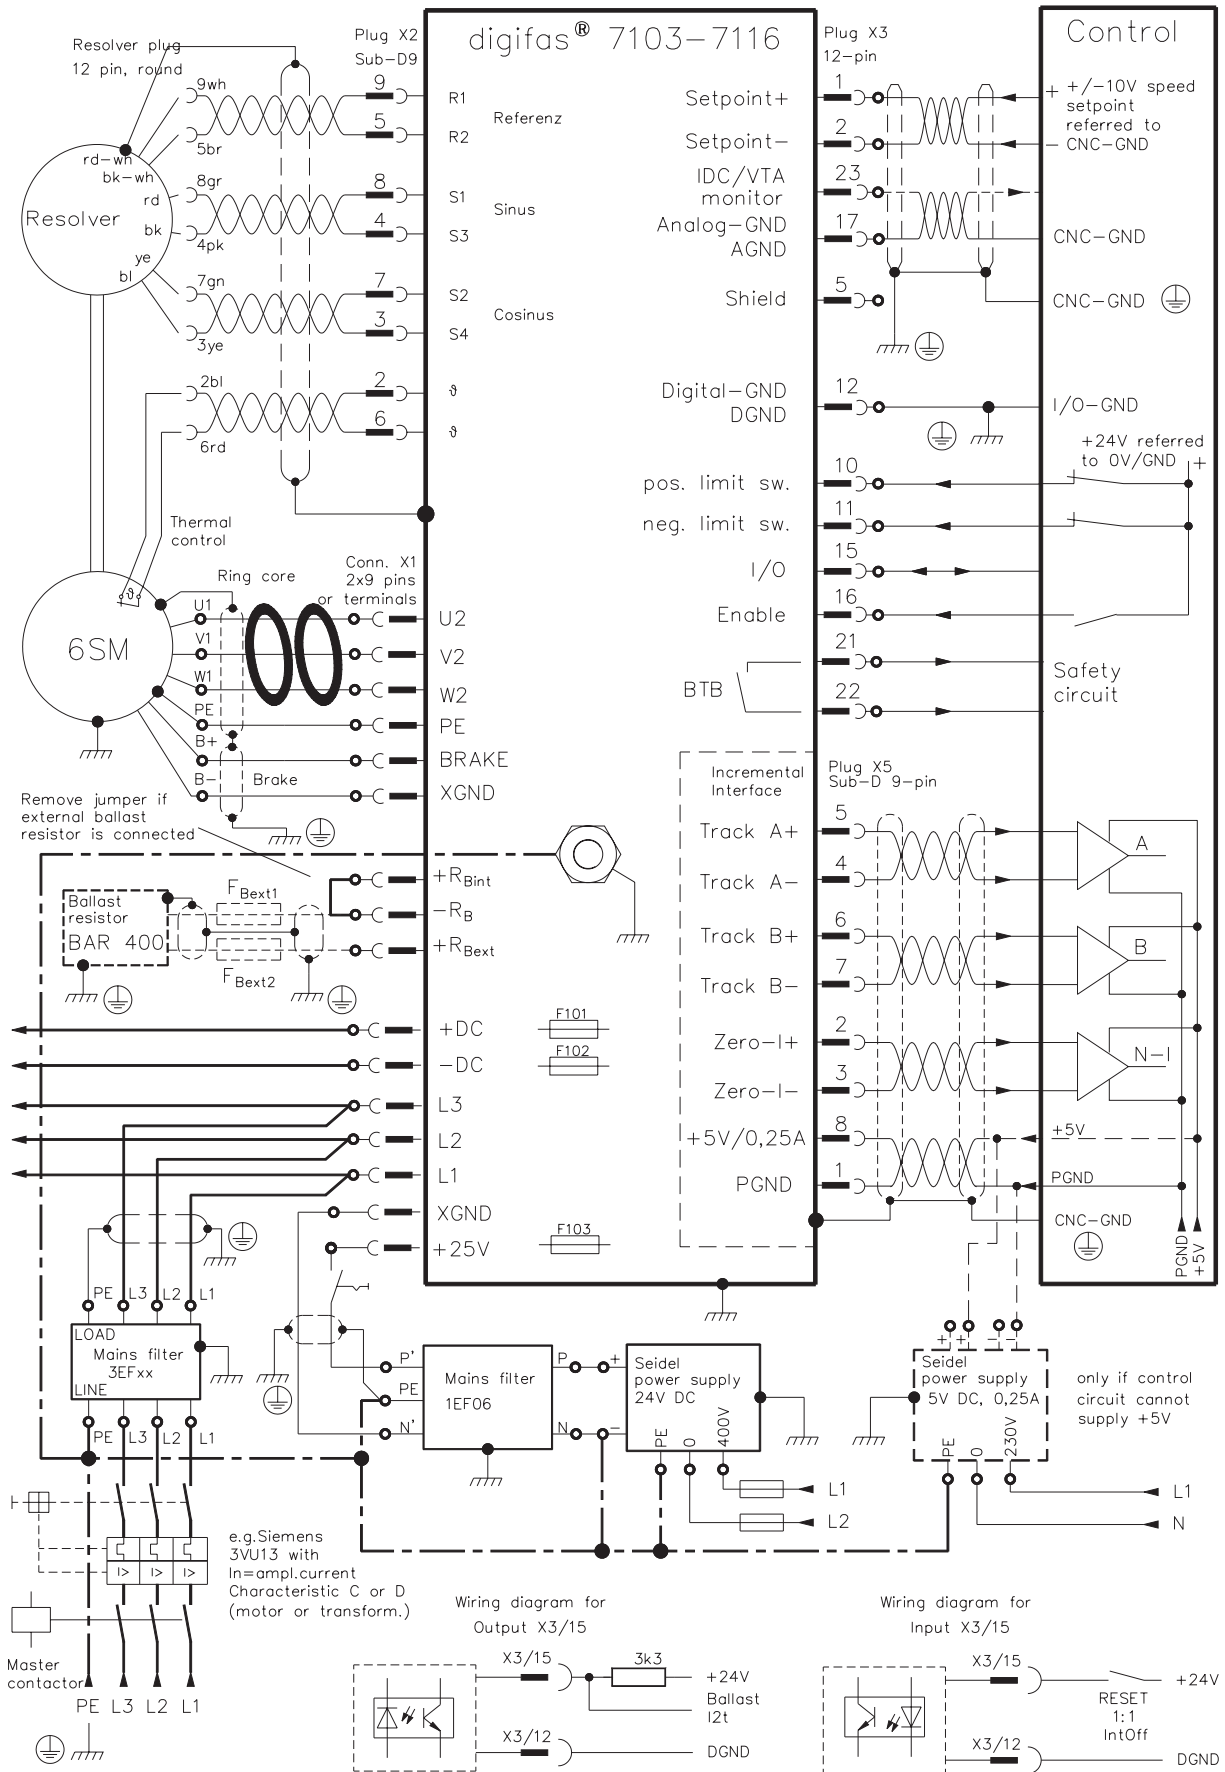 digifas® 7103-7116
Control
Resolver plug
12 pin, round
Plug X2
Sub-D9
9wh
5br
8gr
4pk
7gn
3ye
2bl
6rd
rd-wh
bk-wh
rd
bk
ye
bl
Resolver
9
5
8
4
7
3
2
6
R1
R2
Referenz
S1
S3
Sinus
S2
S4
Cosinus
ϑ
ϑ
Plug X3
12-pin
Setpoint+
1
Setpoint-
2
IDC/VTA
monitor
23
Analog-GND
AGND
17
Shield
5
Digital-GND
DGND
12
pos. limit sw.
10
neg. limit sw.
11
I/O
15
Enable
16
BTB
21
22
+ +/-10V speed
setpoint
referred to
- CNC-GND
CNC-GND
CNC-GND
I/O-GND
+24V referred
to 0V/GND
+
Safety
circuit
Thermal
control
ϑ
6SM
Ring core
Conn. X1
2x9 pins
or terminals
U1
V1
W1
PE
B+
B-
Brake
U2
V2
W2
PE
BRAKE
XGND
Remove jumper if
external ballast
resistor is connected
Ballast
resistor
BAR 400
FBext1
FBext2
+RBint
-RB
+RBext
+DC
-DC
L3
L2
L1
XGND
+25V
F101
F102
F103
Incremental
Interface
Plug X5
Sub-D 9-pin
Track A+
5
Track A-
4
Track B+
6
Track B-
7
Zero-I+
2
Zero-I-
3
+5V/0,25A
8
PGND
1
A
B
N-I
+5V
PGND
CNC-GND
PGND
+5V
PE L3 L2 L1
LOAD
Mains filter
3EFxx
LINE
PE L3 L2 L1
P'
PE
N'
Mains filter
1EF06
P
N
+
-
Seidel
power supply
24V DC
PE
0
400V
L1
L2
+ + - -
Seidel
power supply
5V DC, 0,25A
PE
0
230V
only if control
circuit cannot
supply +5V
L1
N
I> I> I>
e.g.Siemens
3VU13 with
In=ampl.current
Characteristic C or D
(motor or transform.)
Master
contactor
PE L3 L2 L1
Wiring diagram for
Output X3/15
X3/15
3k3
+24V
Ballast
I2t
X3/12
DGND
Wiring diagram for
Input X3/15
X3/15
+24V
RESET
1:1
IntOff
X3/12
DGND